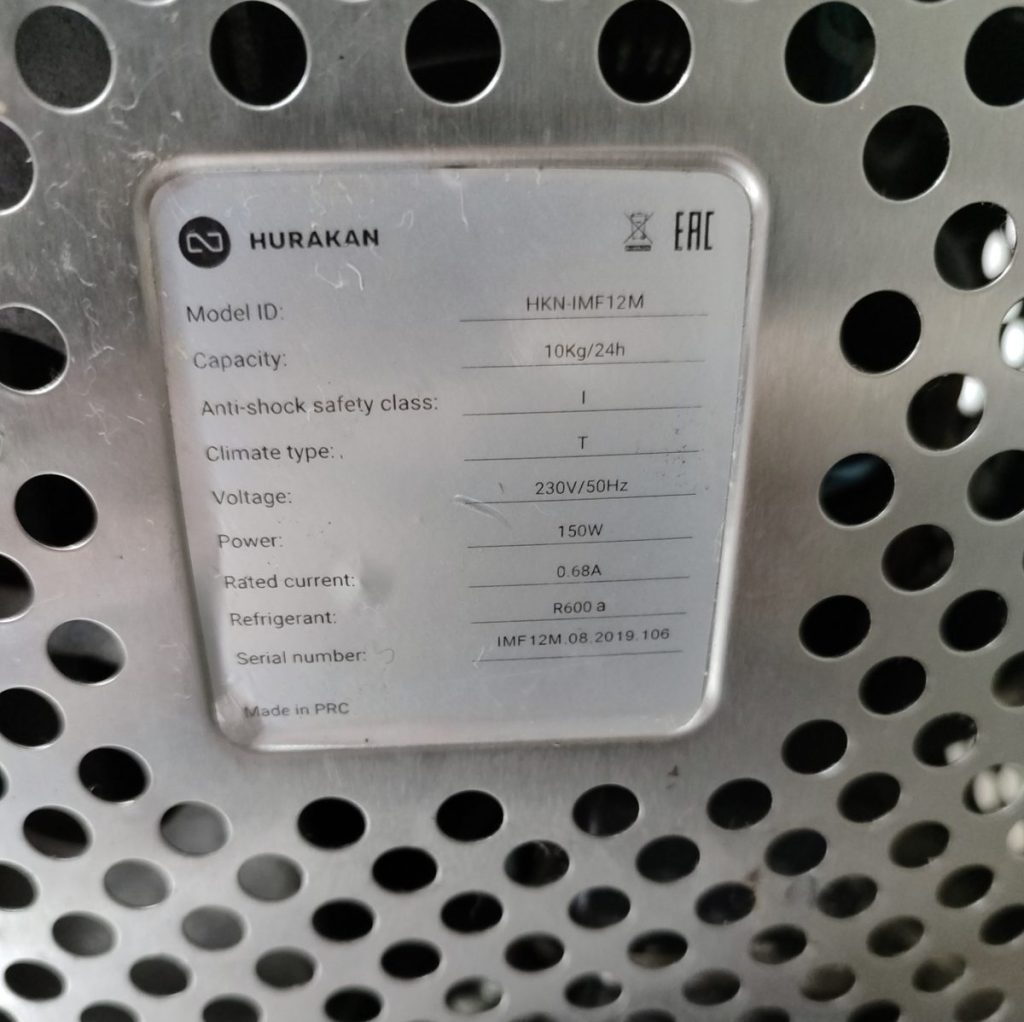 HURAKAN EAC
Model ID: HKN-IMF12M
Capacity: 10Kg/24h
Anti-shock safety class: I
Climate type: T
Voltage: 230V/50Hz
Power: 150W
Rated current: 0.68A
Refrigerant: R600 a
Serial number: IMF12M.08.2019.106
Made in PRC